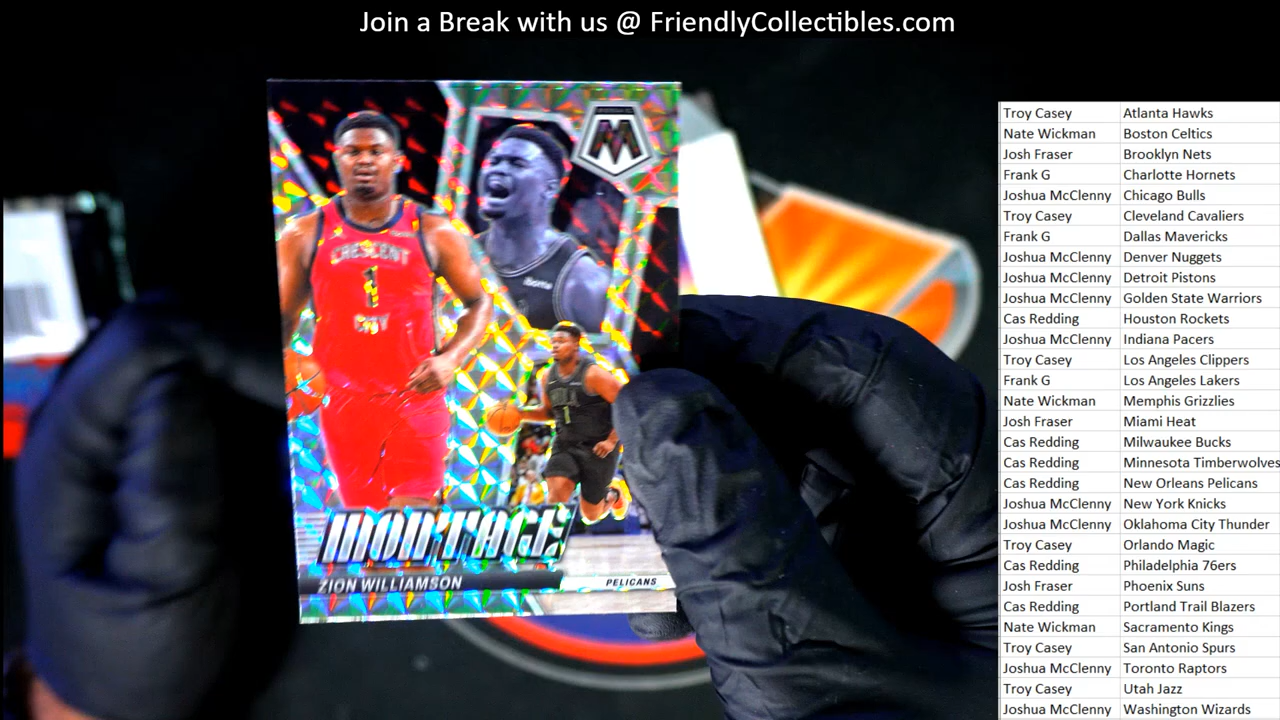 Join a Break with us @ FriendlyCollectibles.com
M
CRESCENT
1
CITY
1
MONTAGE
ZION WILLIAMSON
PELICANS
Troy Casey Atlanta Hawks
Nate Wickman Boston Celtics
Josh Fraser Brooklyn Nets
Frank G Charlotte Hornets
Joshua McClenny Chicago Bulls
Troy Casey Cleveland Cavaliers
Frank G Dallas Mavericks
Joshua McClenny Denver Nuggets
Joshua McClenny Detroit Pistons
Joshua McClenny Golden State Warriors
Cas Redding Houston Rockets
Joshua McClenny Indiana Pacers
Troy Casey Los Angeles Clippers
Frank G Los Angeles Lakers
Nate Wickman Memphis Grizzlies
Josh Fraser Miami Heat
Cas Redding Milwaukee Bucks
Cas Redding Minnesota Timberwolves
Cas Redding New Orleans Pelicans
Joshua McClenny New York Knicks
Joshua McClenny Oklahoma City Thunder
Troy Casey Orlando Magic
Cas Redding Philadelphia 76ers
Josh Fraser Phoenix Suns
Cas Redding Portland Trail Blazers
Nate Wickman Sacramento Kings
Troy Casey San Antonio Spurs
Joshua McClenny Toronto Raptors
Troy Casey Utah Jazz
Joshua McClenny Washington Wizards